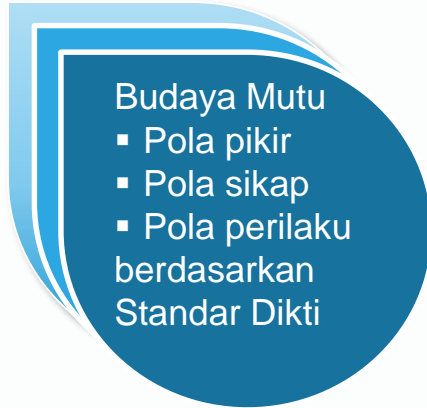 Budaya Mutu
▪ Pola pikir
▪ Pola sikap
▪ Pola perilaku
berdasarkan
Standar Dikti